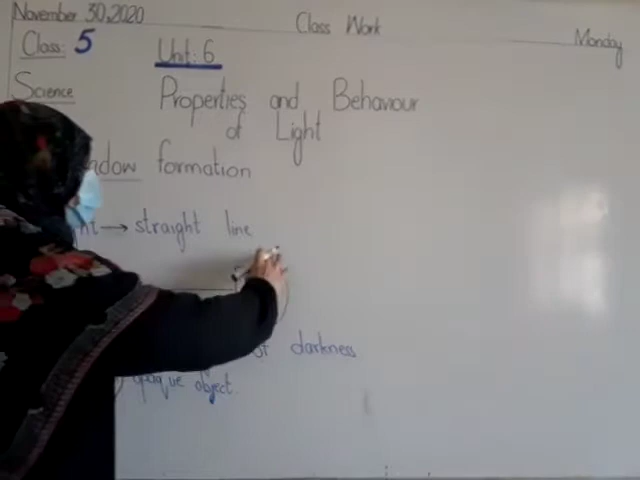 November 30,2020 Class Work Monday
Class: 5 Unit: 6
Science Properties and Behaviour
of Light
formation
→ straight line
or darkness
opaque object.